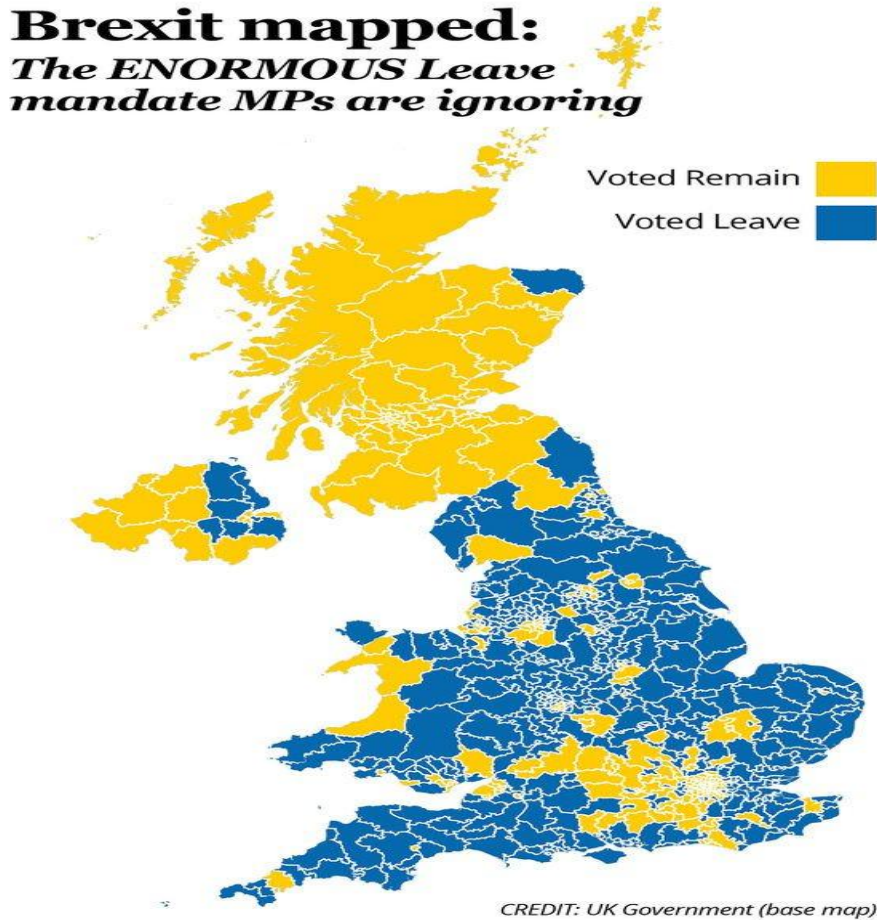 Brexit mapped:
The ENORMOUS Leave
mandate MPs are ignoring
Voted Remain
Voted Leave
CREDIT: UK Government (base map)